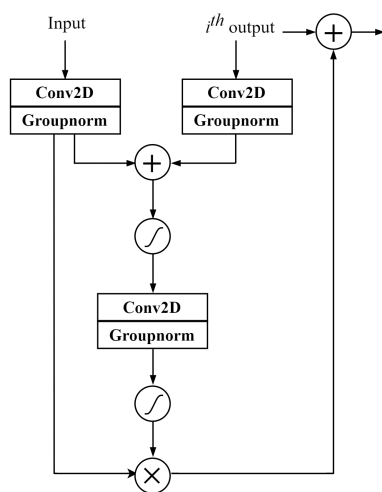 Input
i^th output
Conv2D
Groupnorm
Conv2D
Groupnorm
Conv2D
Groupnorm